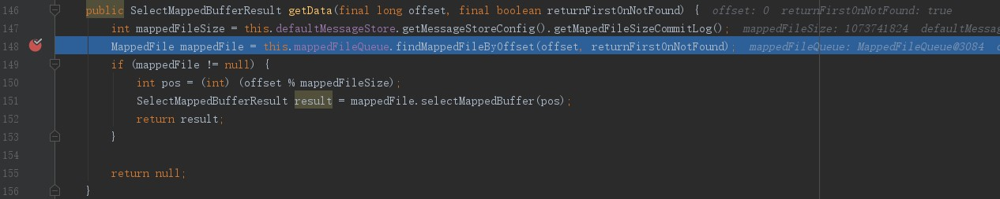 146 public SelectMappedBufferResult getData(final long offset, final boolean returnFirstOnNotFound) { offset: 0 returnFirstOnNotFound: true
147 int mappedFileSize = this.defaultMessageStore.getMessageStoreConfig().getMapedFileSizeCommitLog(); mappedFileSize: 1073741824 defaultMessag
148 MappedFile mappedFile = this.mappedFileQueue.findMappedFileByOffset(offset, returnFirstOnNotFound); mappedFileQueue: MappedFileQueue@3084
149 if (mappedFile != null) {
150 int pos = (int) (offset % mappedFileSize);
151 SelectMappedBufferResult result = mappedFile.selectMappedBuffer(pos);
152 return result;
153 }
154
155 return null;
156 }